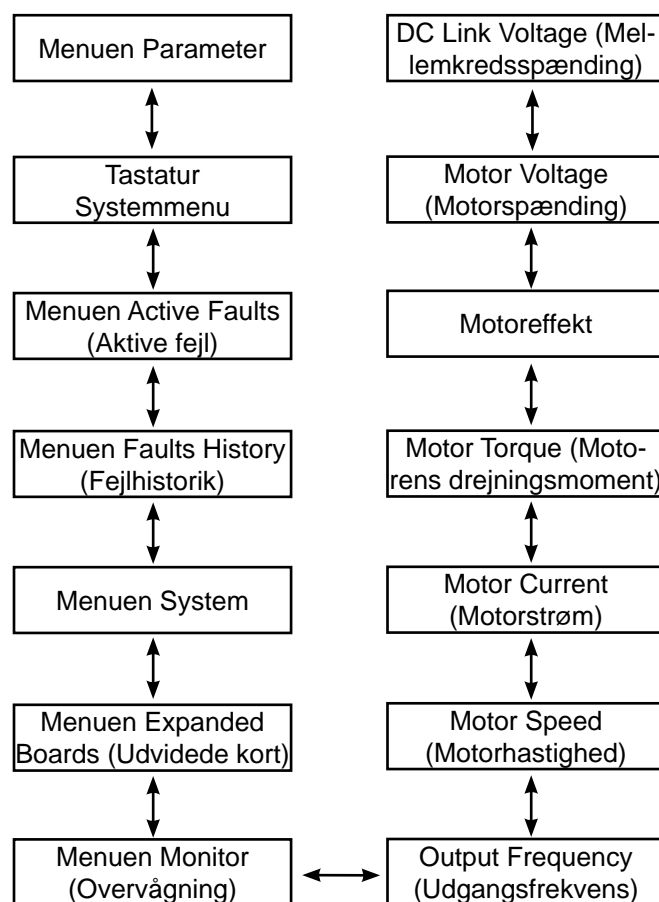 Menuen Parameter
Tastatur
Systemmenu
Menuen Active Faults
(Aktive fejl)
Menuen Faults History
(Fejlhistorik)
Menuen System
Menuen Expanded
Boards (Udvidede kort)
Menuen Monitor
(Overvågning)
DC Link Voltage (Mel-
lemkredsspænding)
Motor Voltage
(Motorspænding)
Motoreffekt
Motor Torque (Moto-
rens drejningsmoment)
Motor Current
(Motorstrøm)
Motor Speed
(Motorhastighed)
Output Frequency
(Udgangsfrekvens)